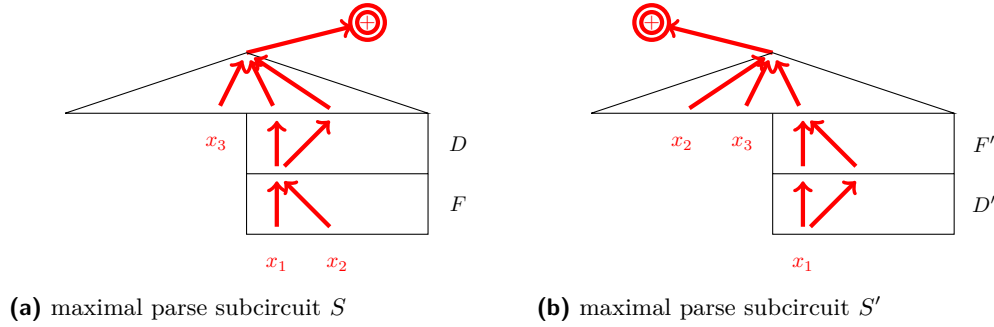 ⊕ ⊕
x₃ D x₂ x₃ F′
F D′
x₁ x₂ x₁
(a) maximal parse subcircuit S
(b) maximal parse subcircuit S′